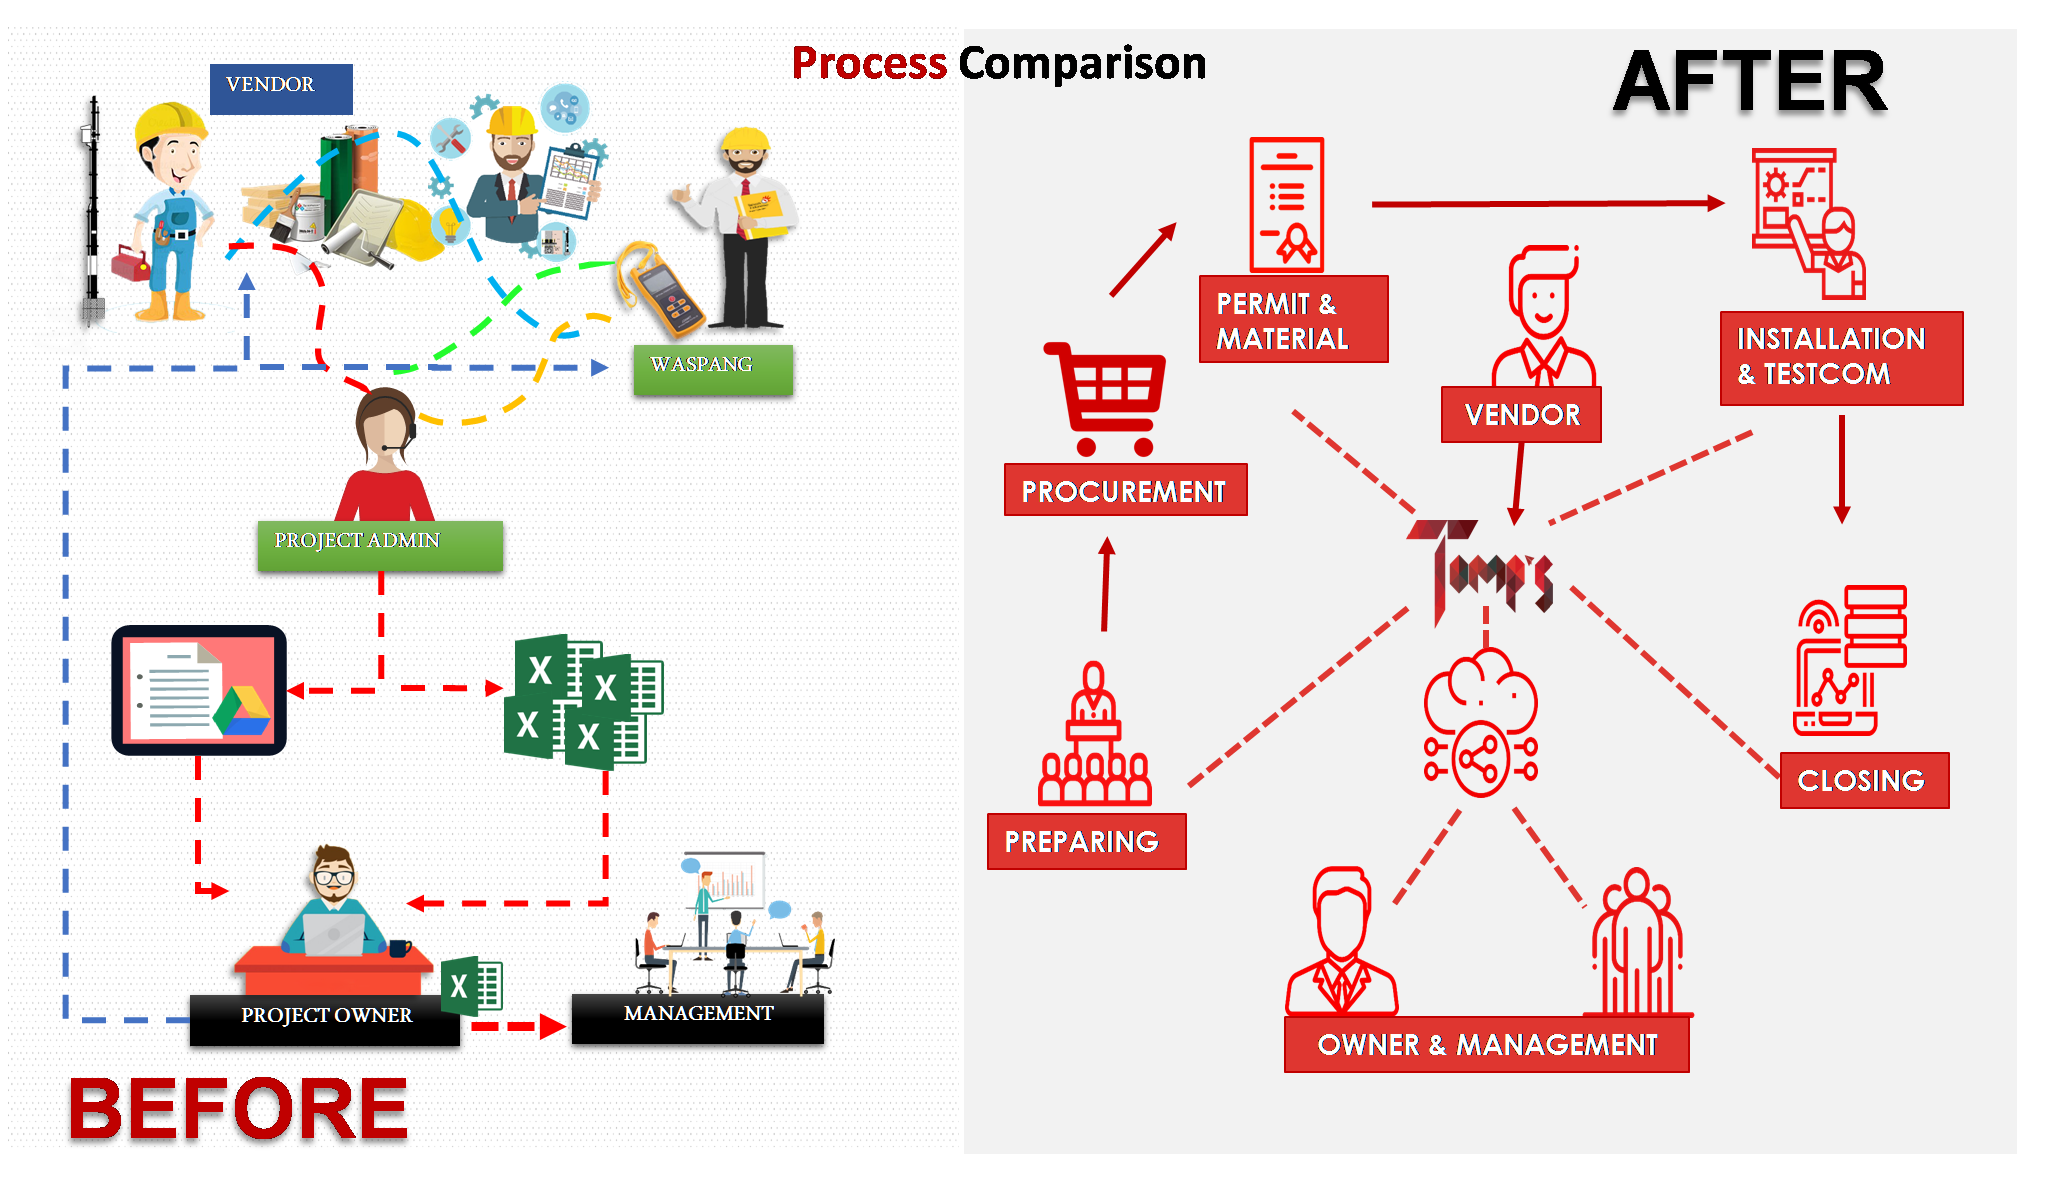 Process Comparison
AFTER
VENDOR
WASPANG
PROJECT ADMIN
X
X
X
X
X
PROJECT OWNER
MANAGEMENT
BEFORE
PERMIT &
MATERIAL
VENDOR
INSTALLATION
& TESTCOM
PROCUREMENT
Tomp's
PREPARING
CLOSING
OWNER & MANAGEMENT